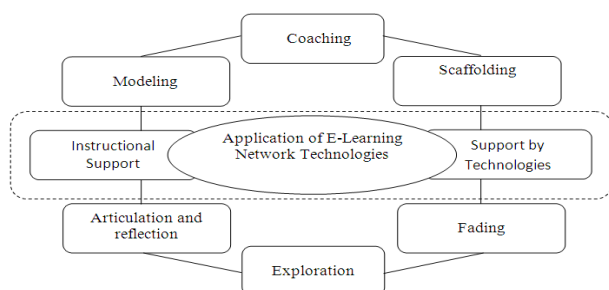 Coaching
Modeling
Scaffolding
Instructional
Support
Application of E-Learning
Network Technologies
Support by
Technologies
Articulation and
reflection
Fading
Exploration